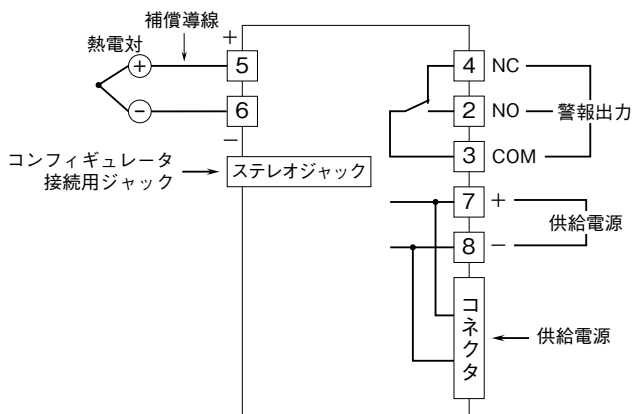 補償導線
熱電対
+
+
5
−
6
−
コンフィギュレータ
接続用ジャック
ステレオジャック
4 NC
2 NO 警報出力
3 COM
7 +
供給電源
8 −
コネクタ
供給電源